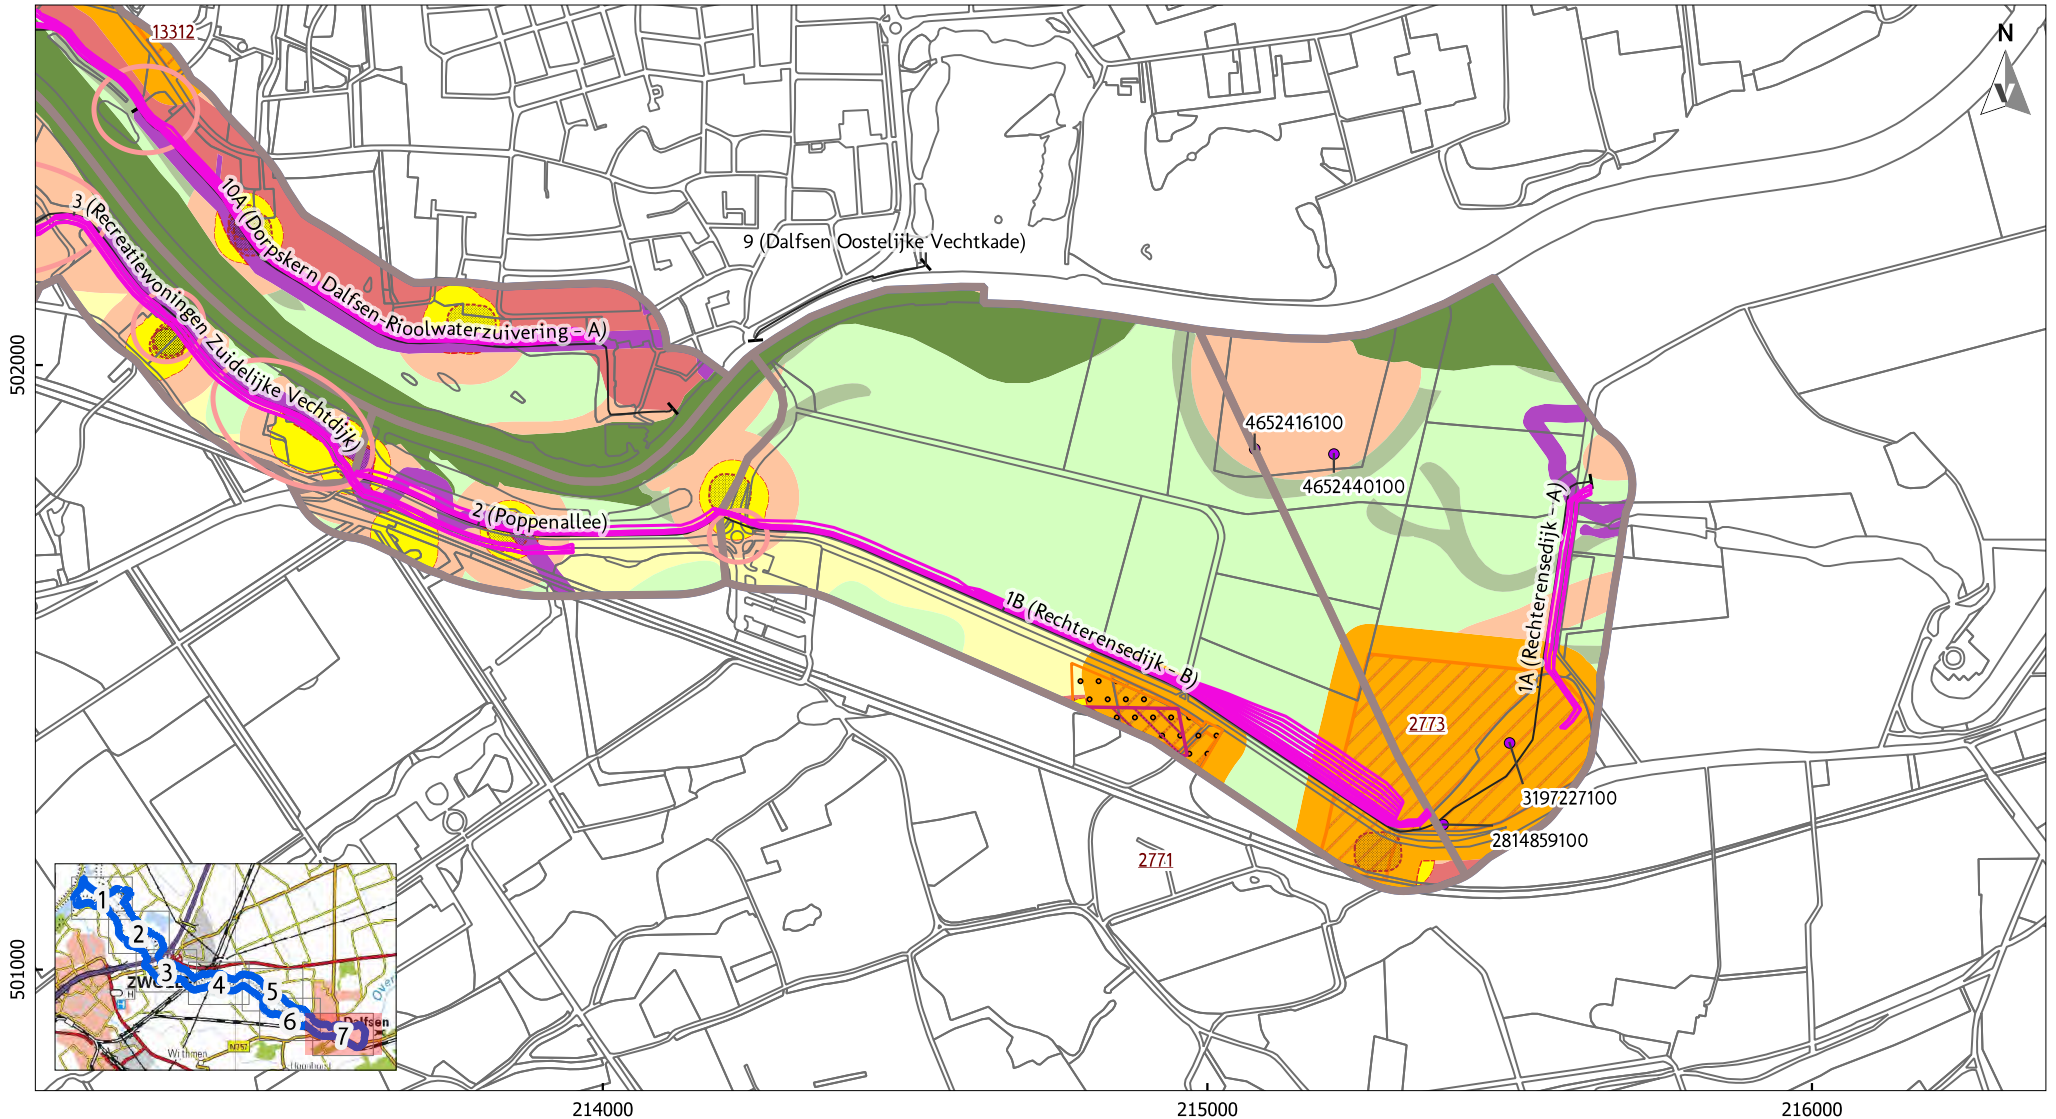 13312
N
10A (Dorpskern Dalfsen-Rioolwaterzuivering - A)
3 (Recreatiewoningen Zuidelijke Vechtdijk)
9 (Dalfsen Oostelijke Vechtkade)
502000
4652416100
4652440100
2 (Poppenallee)
1B (Rechterensedijk - B)
1A (Rechterensedijk - A)
2773
3197227100
2814859100
2771
501000
1
2
3
4
5
6
7
Dalfsen
Withmen
N757
214000
215000
216000